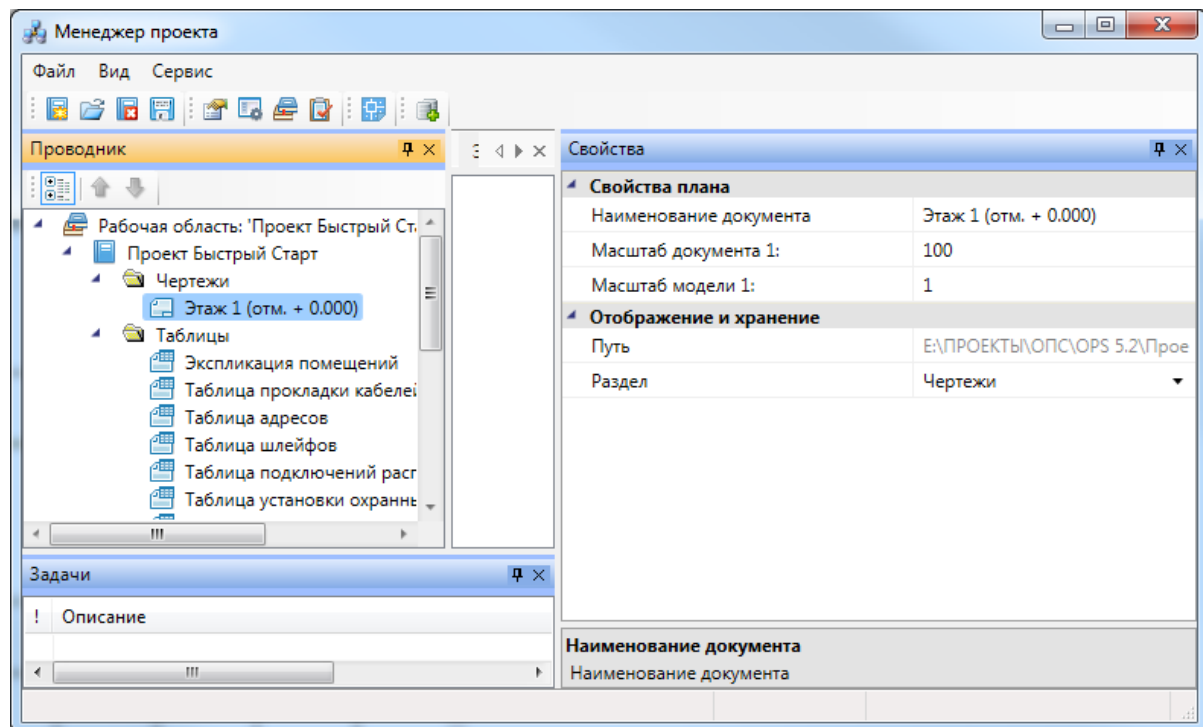 Менеджер проекта
Файл Вид Сервис
Проводник
Рабочая область: 'Проект Быстрый Ст
Проект Быстрый Старт
Чертежи
Этаж 1 (отм. + 0.000)
Таблицы
Экспликация помещений
Таблица прокладки кабелей
Таблица адресов
Таблица шлейфов
Таблица подключений расп
Таблица установки охранны
Задачи
! Описание
Свойства
Свойства плана
Наименование документа Этаж 1 (отм. + 0.000)
Масштаб документа 1: 100
Масштаб модели 1: 1
Отображение и хранение
Путь E:\ПРОЕКТЫ\ОПС\OPS 5.2\Прое
Раздел Чертежи
Наименование документа
Наименование документа